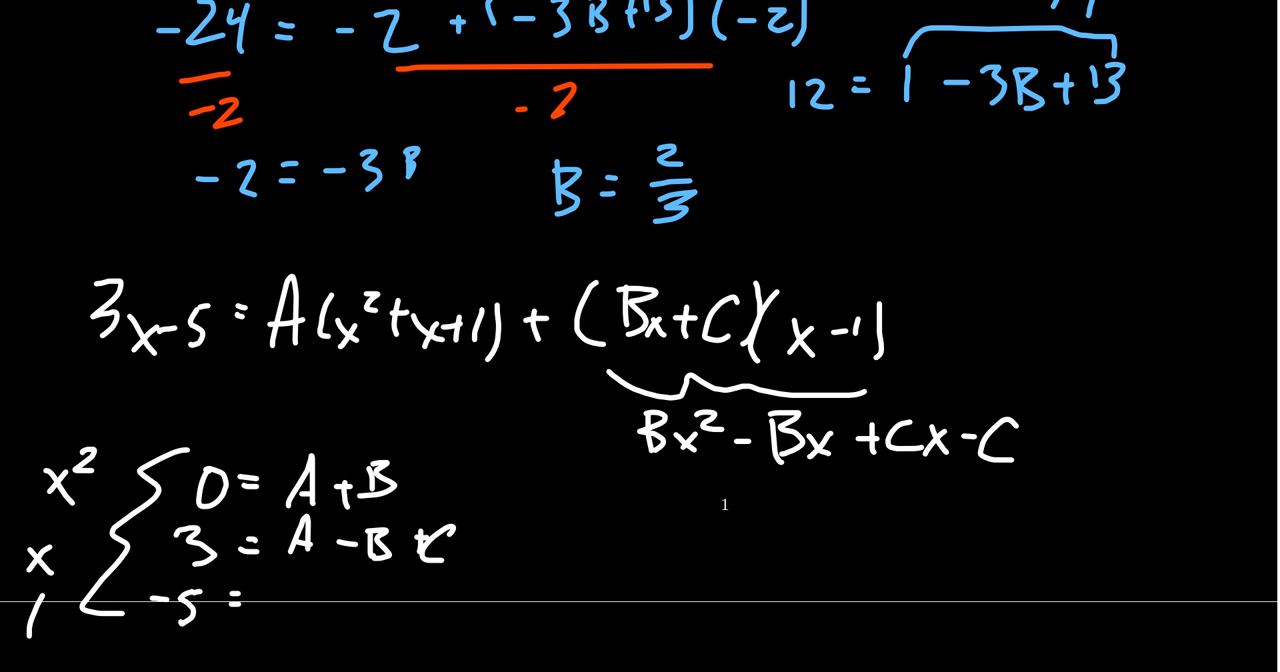 -24 = -2 + (-3B+13)(-2)
-2 -2
12 = 1 - 3B + 13
-2 = -3B B = 2/3
3x-5 = A(x²+x+1) + (Bx+C)(x-1)
Bx² - Bx + Cx - C
x² 0 = A + B
1
x 3 = A - B + C
1 -5 =